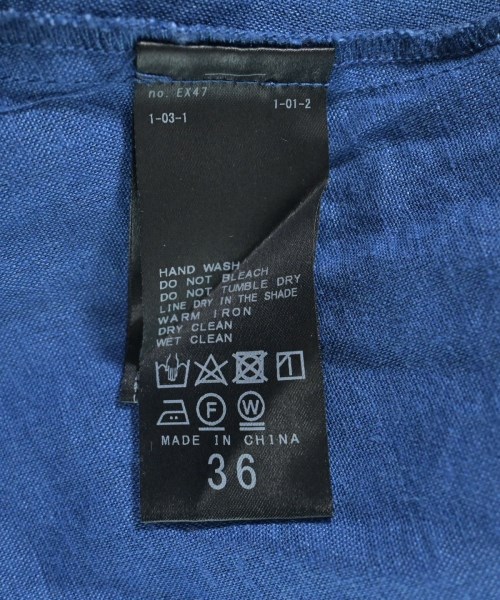 no. EX47
1-01-2
1-03-1
HAND WASH
DO NOT BLEACH
DO NOT TUMBLE DRY
LINE DRY IN THE SHADE
WARM IRON
DRY CLEAN
WET CLEAN
F W
MADE IN CHINA
36